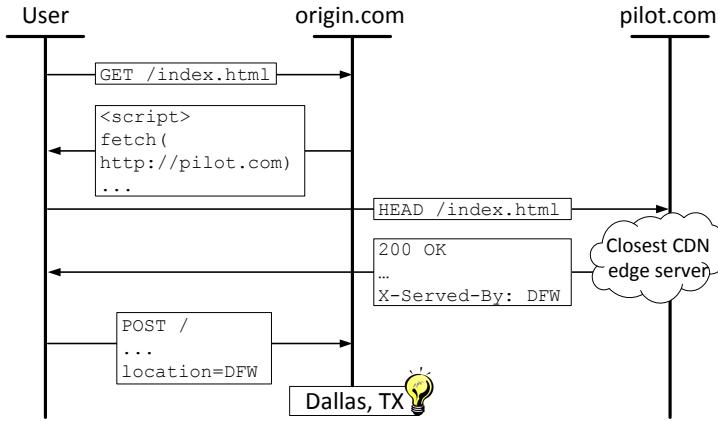 User
origin.com
pilot.com
GET /index.html
<script>
fetch(
http://pilot.com)
...
HEAD /index.html
200 OK
…
X-Served-By: DFW
Closest CDN
edge server
POST /
...
location=DFW
Dallas, TX